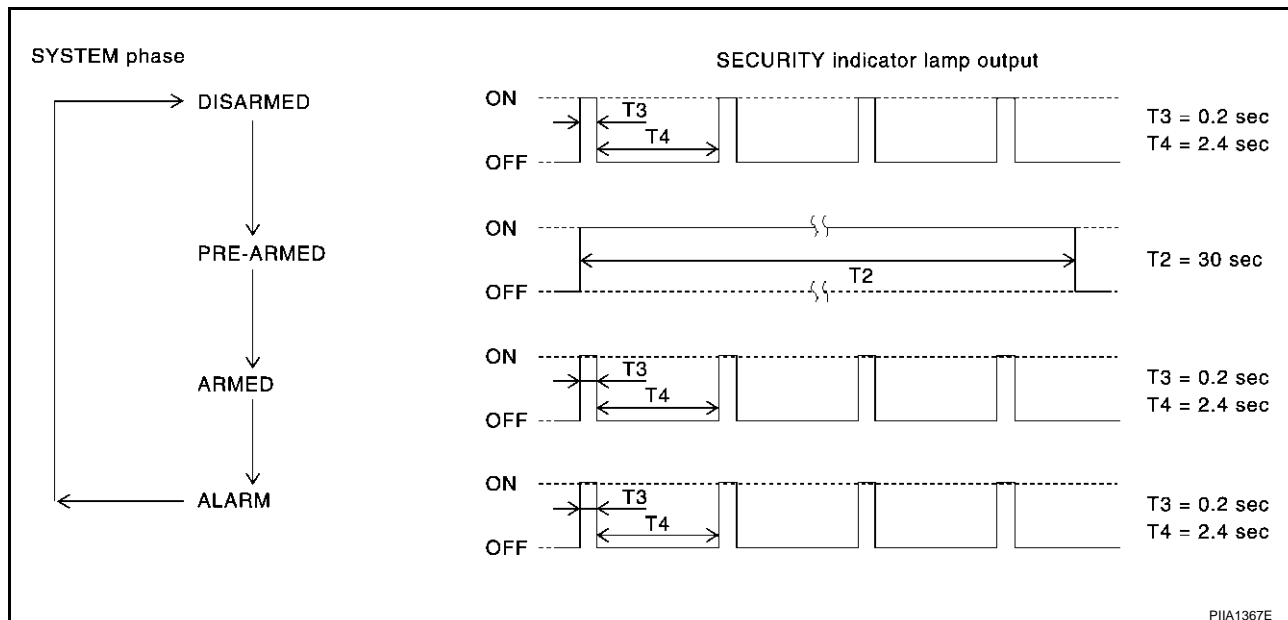 SYSTEM phase
SECURITY indicator lamp output
DISARMED
ON
T3
T4
OFF
T3 = 0.2 sec
T4 = 2.4 sec
PRE-ARMED
ON
T2
OFF
T2 = 30 sec
ARMED
ON
T3
T4
OFF
T3 = 0.2 sec
T4 = 2.4 sec
ALARM
ON
T3
T4
OFF
T3 = 0.2 sec
T4 = 2.4 sec
PIIA1367E